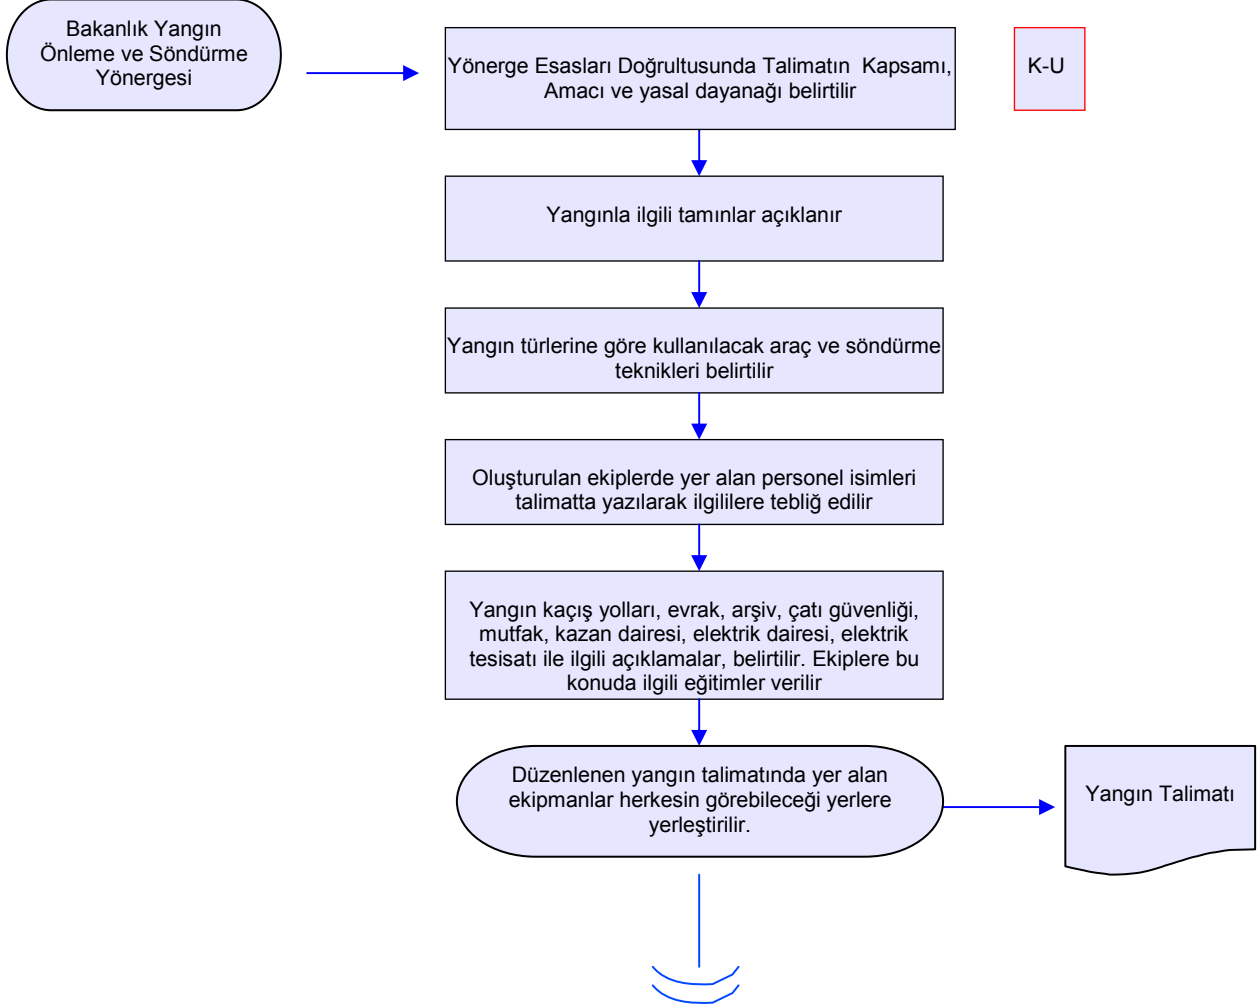 Bakanlık Yangın
Önleme ve Söndürme
Yönergesi
Yönerge Esasları Doğrultusunda Talimatın Kapsamı,
Amacı ve yasal dayanağı belirtilir
K-U
Yangınla ilgili tamınlar açıklanır
Yangın türlerine göre kullanılacak araç ve söndürme
teknikleri belirtilir
Oluşturulan ekiplerde yer alan personel isimleri
talimatta yazılarak ilgililere tebliğ edilir
Yangın kaçış yolları, evrak, arşiv, çatı güvenliği,
mutfak, kazan dairesi, elektrik dairesi, elektrik
tesisatı ile ilgili açıklamalar, belirtilir. Ekiplere bu
konuda ilgili eğitimler verilir
Düzenlenen yangın talimatında yer alan
ekipmanlar herkesin görebileceği yerlere
yerleştirilir.
Yangın Talimatı